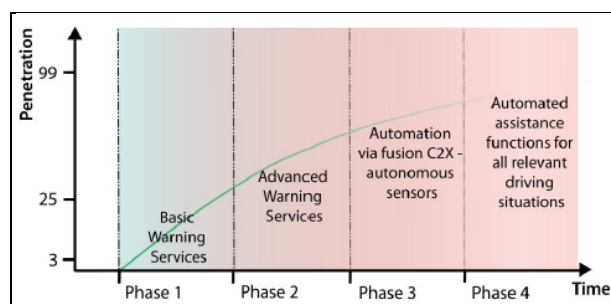 Penetration
99
25
3
Basic
Warning
Services
Advanced
Warning
Services
Automation
via fusion C2X -
autonomous
sensors
Automated
assistance
functions for
all relevant
driving
situations
Phase 1
Phase 2
Phase 3
Phase 4
Time